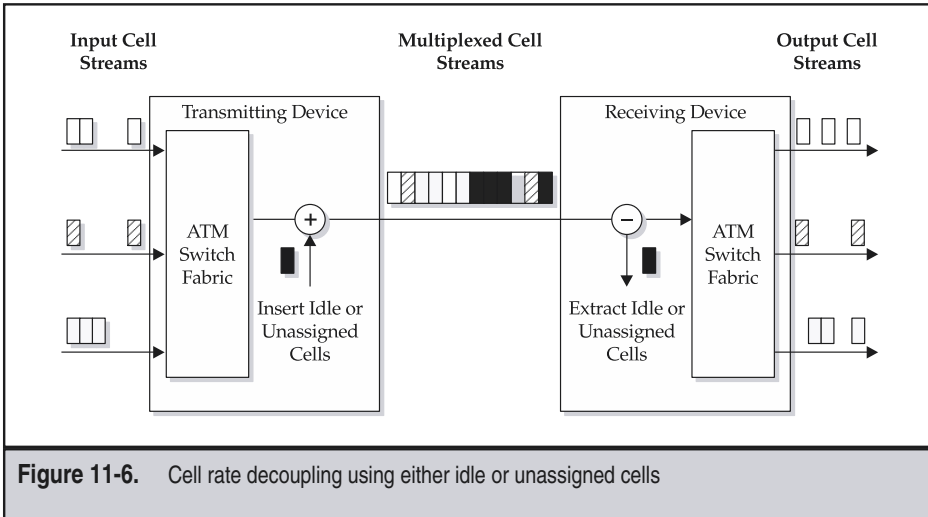 Input Cell
Streams
Multiplexed Cell
Streams
Output Cell
Streams
Transmitting Device
ATM
Switch
Fabric
+
Insert Idle or
Unassigned
Cells
Receiving Device
−
Extract Idle or
Unassigned
Cells
ATM
Switch
Fabric
Figure 11-6. Cell rate decoupling using either idle or unassigned cells